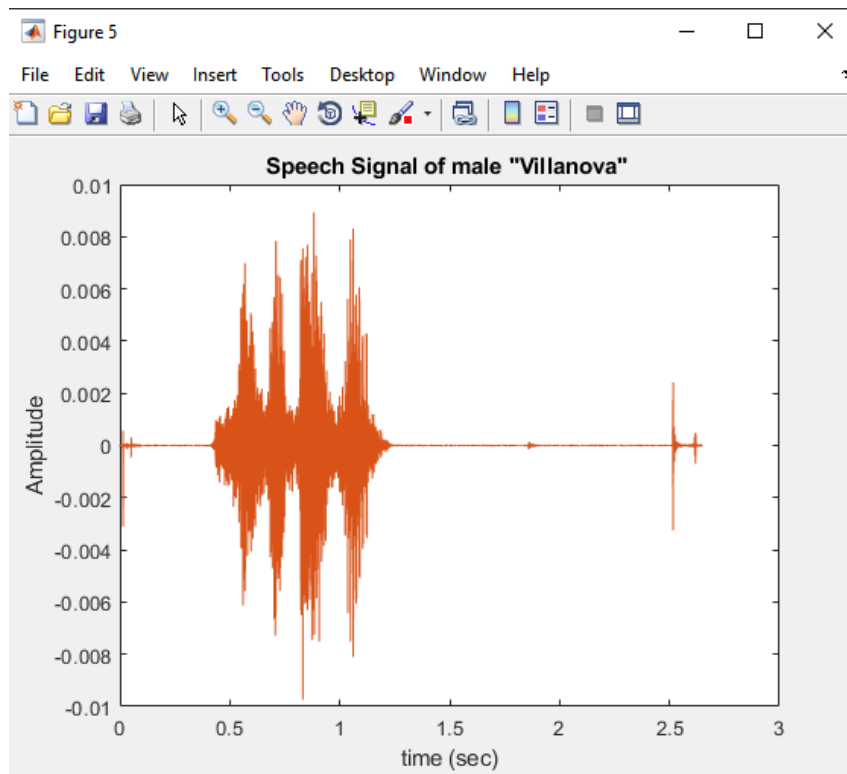 Figure 5
File Edit View Insert Tools Desktop Window Help
Speech Signal of male "Villanova"
0.01
0.008
0.006
0.004
0.002
0
-0.002
-0.004
-0.006
-0.008
-0.01
Amplitude
0 0.5 1 1.5 2 2.5 3
time (sec)